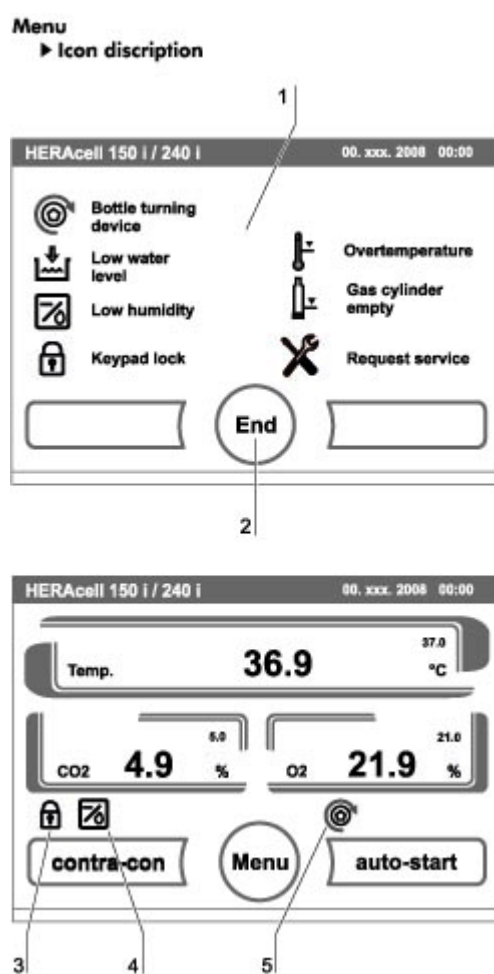 Menu
▶ Icon discription
1
HERAcell 150 i / 240 i 00. xxx. 2008 00:00
Bottle turning
device
Low water
level
Low humidity
Keypad lock
Overtemperature
Gas cylinder
empty
Request service
End
2
HERAcell 150 i / 240 i 00. xxx. 2008 00:00
37.0
Temp. 36.9 °C
5.0
CO2 4.9 %
21.0
O2 21.9 %
contra-con Menu auto-start
3 4 5